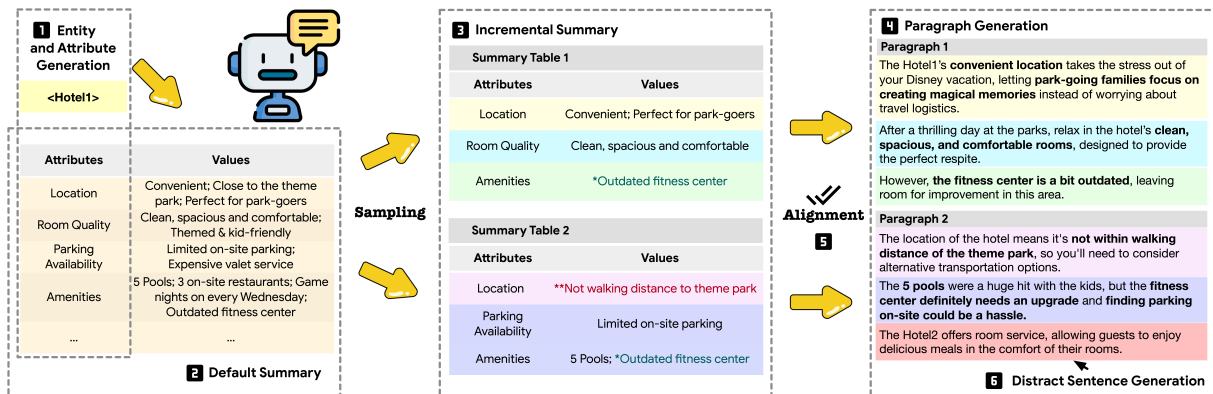 1 Entity
and Attribute
Generation
<Hotel1>
Attributes Values
Location Convenient; Close to the theme
park; Perfect for park-goers
Room Quality Clean, spacious and comfortable;
Themed & kid-friendly
Parking
Availability Limited on-site parking;
Expensive valet service
Amenities 5 Pools; 3 on-site restaurants; Game
nights on every Wednesday;
Outdated fitness center
... ...
2 Default Summary
Sampling
3 Incremental Summary
Summary Table 1
Attributes Values
Location Convenient; Perfect for park-goers
Room Quality Clean, spacious and comfortable
Amenities *Outdated fitness center
Summary Table 2
Attributes Values
Location **Not walking distance to theme park
Parking
Availability Limited on-site parking
Amenities 5 Pools; *Outdated fitness center
Alignment
5
4 Paragraph Generation
Paragraph 1
The Hotel1's convenient location takes the stress out of
your Disney vacation, letting park-going families focus on
creating magical memories instead of worrying about
travel logistics.
After a thrilling day at the parks, relax in the hotel's clean,
spacious, and comfortable rooms, designed to provide
the perfect respite.
However, the fitness center is a bit outdated, leaving
room for improvement in this area.
Paragraph 2
The location of the hotel means it's not within walking
distance of the theme park, so you'll need to consider
alternative transportation options.
The 5 pools were a huge hit with the kids, but the fitness
center definitely needs an upgrade and finding parking
on-site could be a hassle.
The Hotel2 offers room service, allowing guests to enjoy
delicious meals in the comfort of their rooms.
6 Distract Sentence Generation